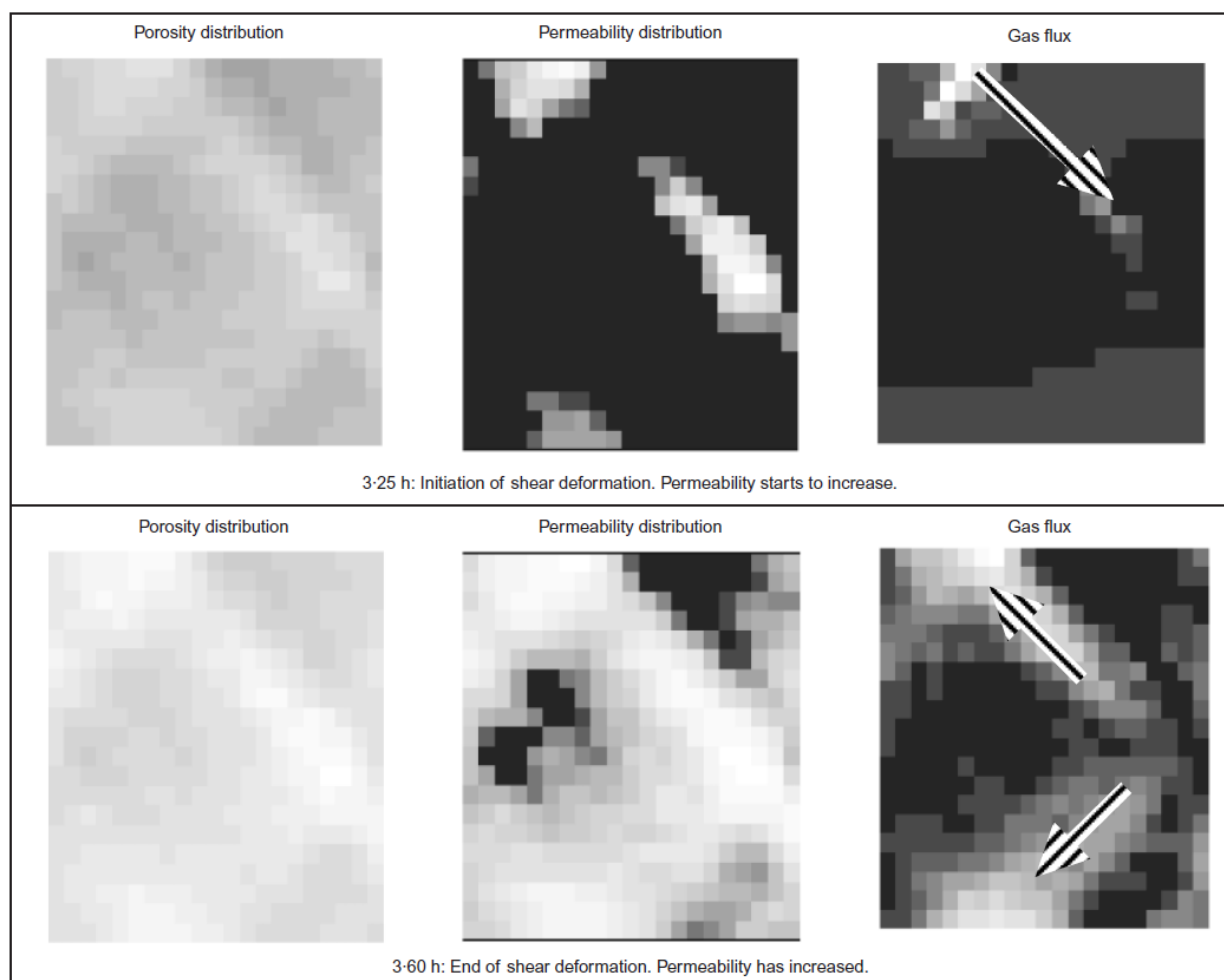 Porosity distribution
Permeability distribution
Gas flux
3·25 h: Initiation of shear deformation. Permeability starts to increase.
Porosity distribution
Permeability distribution
Gas flux
3·60 h: End of shear deformation. Permeability has increased.